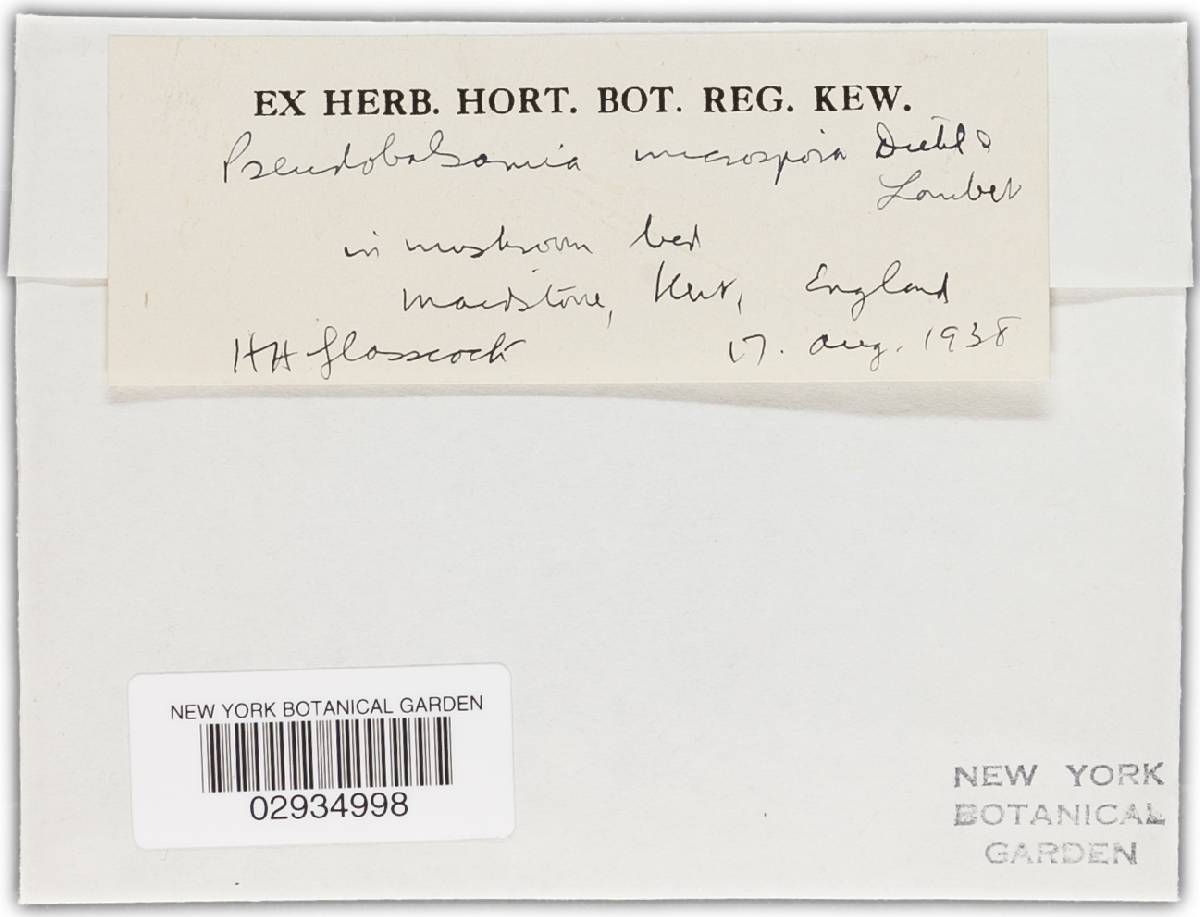 EX HERB. HORT. BOT. REG. KEW.
Pseudobalsamia microspora Diehl &
Lambert
in mushroom bed
Maidstone, Kent, England
HH Glasscock 17. Aug. 1938
NEW YORK BOTANICAL GARDEN
02934998
NEW YORK
BOTANICAL
GARDEN